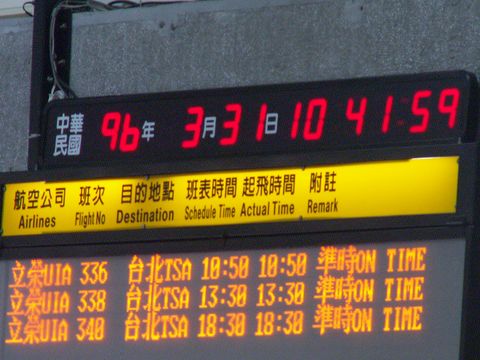 中華民國 96年 3月31日 10 41:59
航空公司 班次 目的地點 班表時間 起飛時間 附註
Airlines Flight No Destination Schedule Time Actual Time Remark
立榮UIA 336 台北TSA 10:50 10:50 準時ON TIME
立榮UIA 338 台北TSA 13:30 13:30 準時ON TIME
立榮UIA 340 台北TSA 18:30 18:30 準時ON TIME